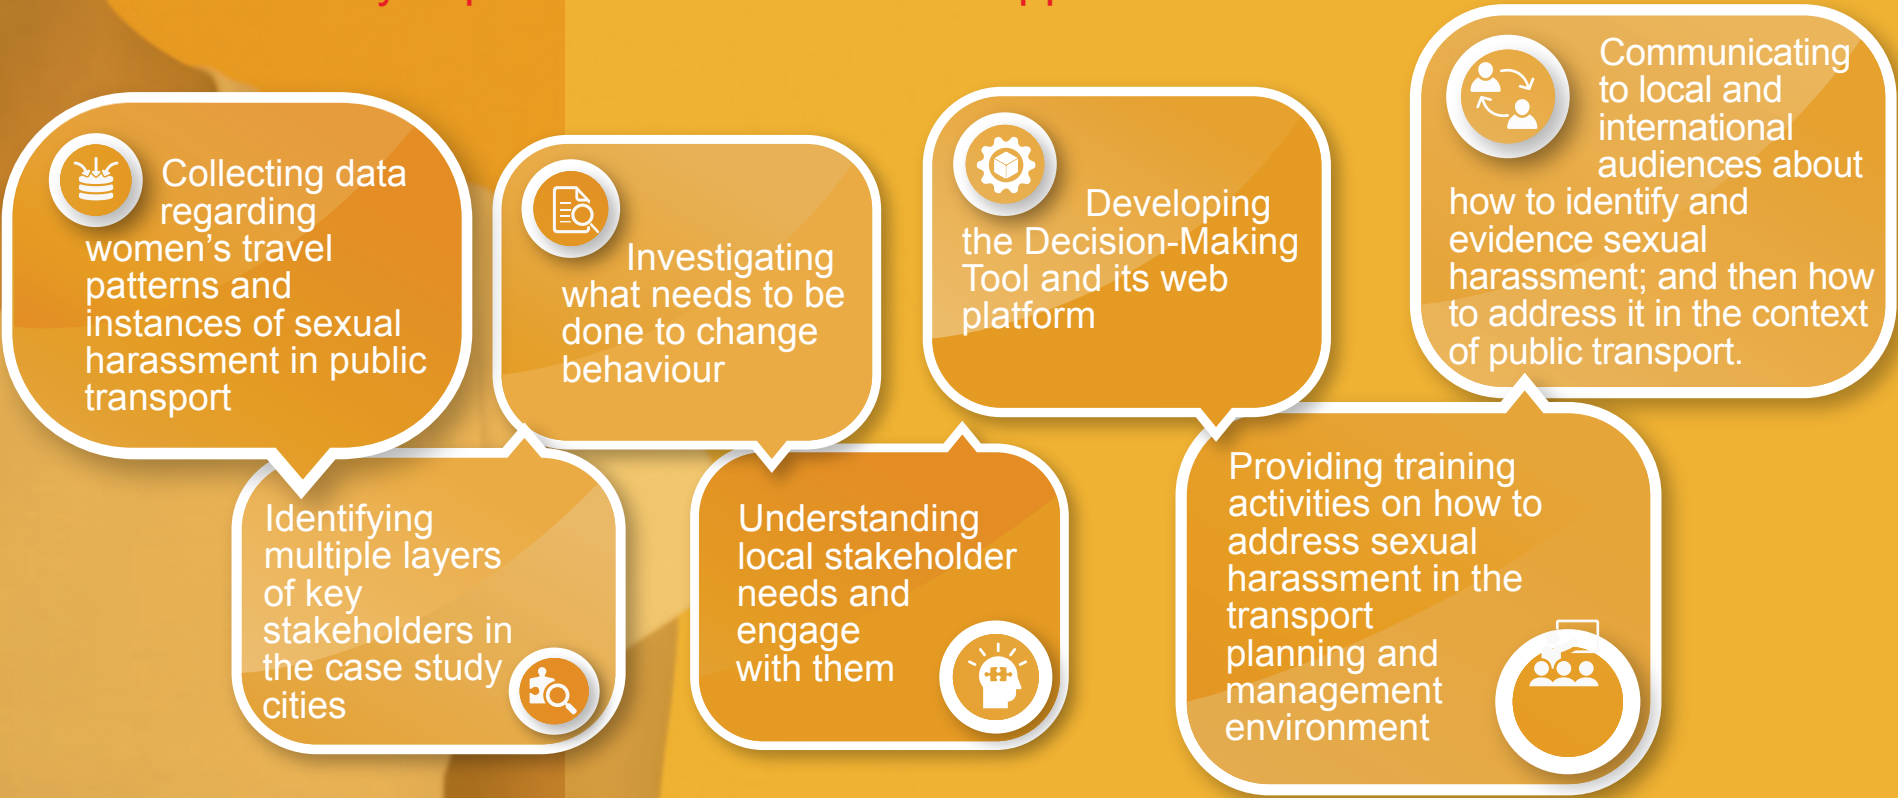 Collecting data
regarding
women's travel
patterns and
instances of sexual
harassment in public
transport
Identifying
multiple layers
of key
stakeholders in
the case study
cities
Investigating
what needs to be
done to change
behaviour
Understanding
local stakeholder
needs and
engage
with them
Developing
the Decision-Making
Tool and its web
platform
Providing training
activities on how to
address sexual
harassment in the
transport
planning and
management
environment
Communicating
to local and
international
audiences about
how to identify and
evidence sexual
harassment; and then how
to address it in the context
of public transport.